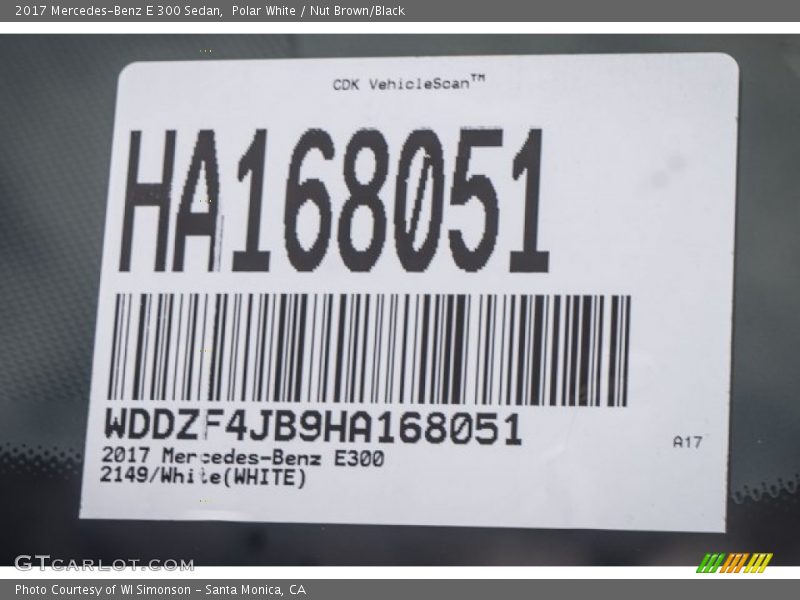 2017 Mercedes-Benz E 300 Sedan,  Polar White / Nut Brown/Black
CDK VehicleScan™
HA168051
WDDZF4JB9HA168051
2017 Mercedes-Benz E300
2149/White(WHITE)
A17
GTCARLOT.COM
Photo Courtesy of WI Simonson – Santa Monica, CA